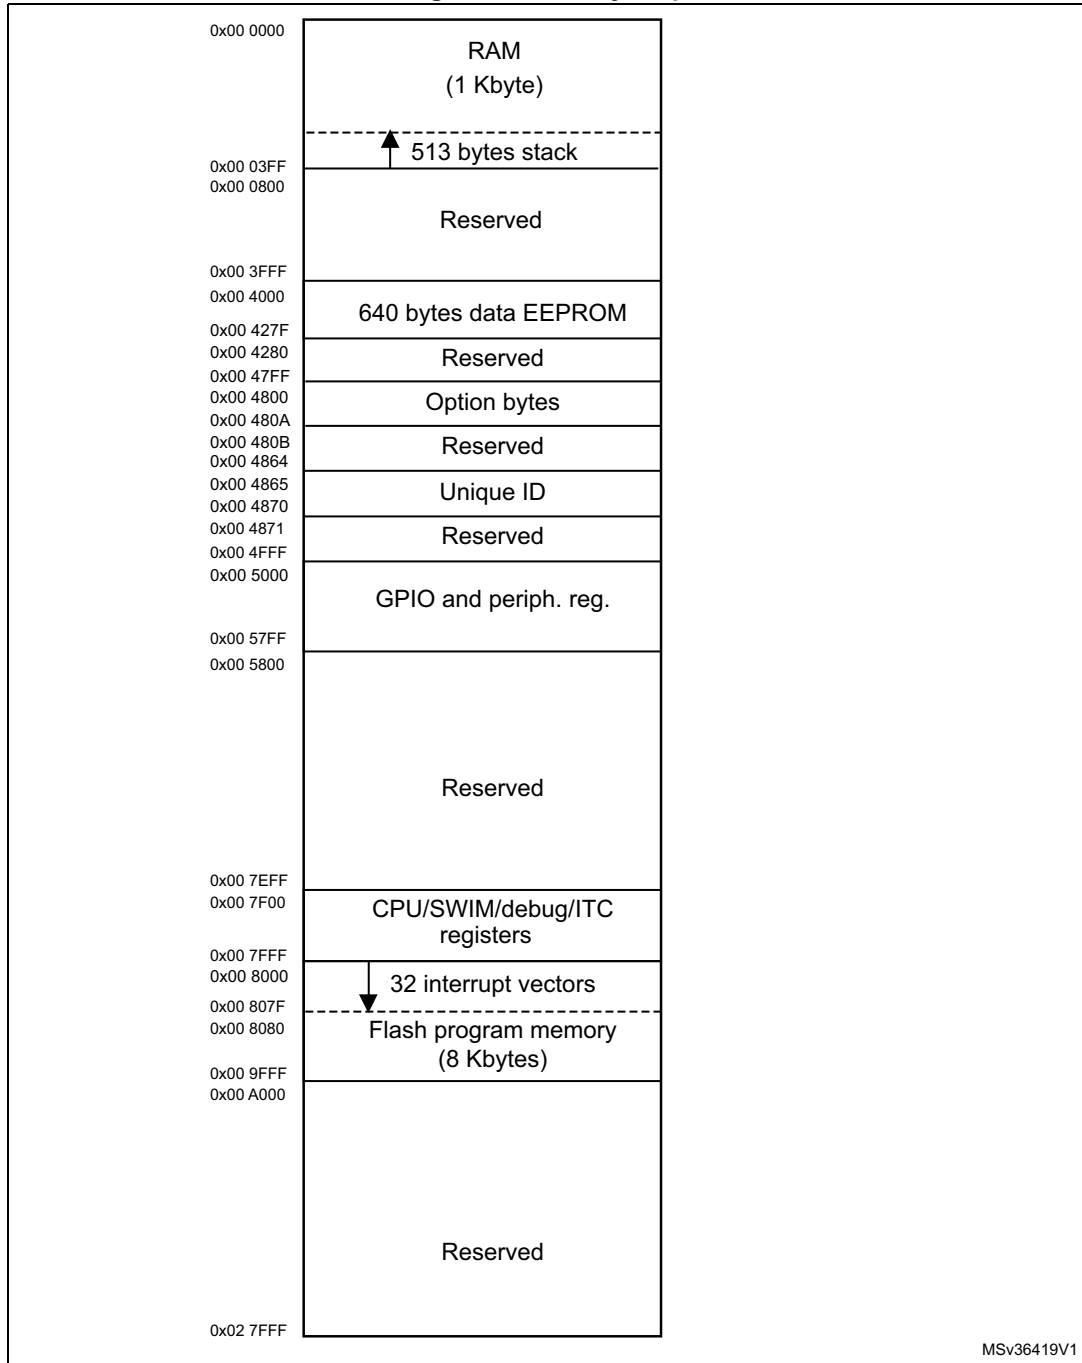 0x00 0000
RAM
(1 Kbyte)
513 bytes stack
0x00 03FF
0x00 0800
Reserved
0x00 3FFF
0x00 4000
640 bytes data EEPROM
0x00 427F
0x00 4280
Reserved
0x00 47FF
0x00 4800
Option bytes
0x00 480A
0x00 480B
Reserved
0x00 4864
0x00 4865
Unique ID
0x00 4870
0x00 4871
Reserved
0x00 4FFF
0x00 5000
GPIO and periph. reg.
0x00 57FF
0x00 5800
Reserved
0x00 7EFF
0x00 7F00
CPU/SWIM/debug/ITC
registers
0x00 7FFF
0x00 8000
32 interrupt vectors
0x00 807F
0x00 8080
Flash program memory
(8 Kbytes)
0x00 9FFF
0x00 A000
Reserved
0x02 7FFF
MSv36419V1